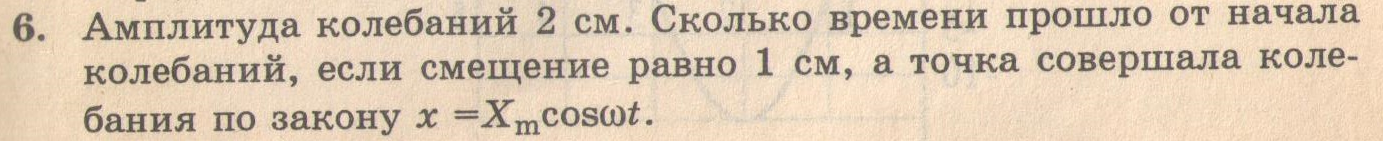 6. Амплитуда колебаний 2 см. Сколько времени прошло от начала
колебаний, если смещение равно 1 см, а точка совершала коле-
бания по закону x =Xmcosωt.